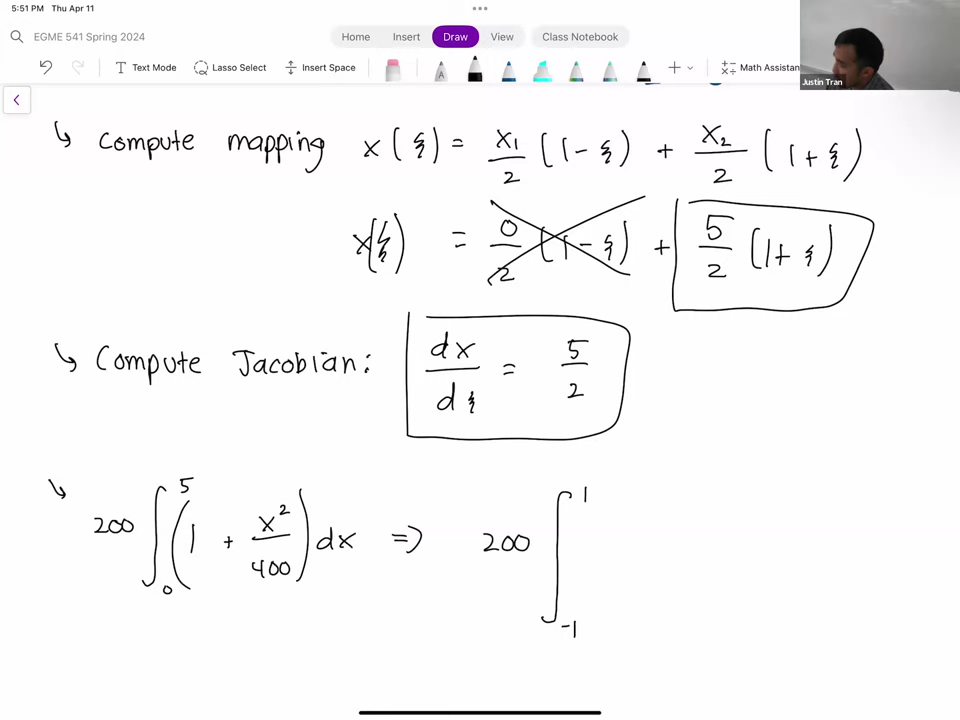 5:51 PM Thu Apr 11
EGME 541 Spring 2024
Home Insert Draw View Class Notebook
Text Mode Lasso Select Insert Space Math Assistan
Justin Tran
↳ Compute mapping x(ξ) = x₁/2 (1 - ξ) + x₂/2 (1 + ξ)
x(ξ) = 0/2 (1 - ξ) + 5/2 (1 + ξ)
↳ Compute Jacobian: dx/dξ = 5/2
↳ 200 ∫₀⁵ (1 + x²/400) dx ⇒ 200 ∫₋₁¹